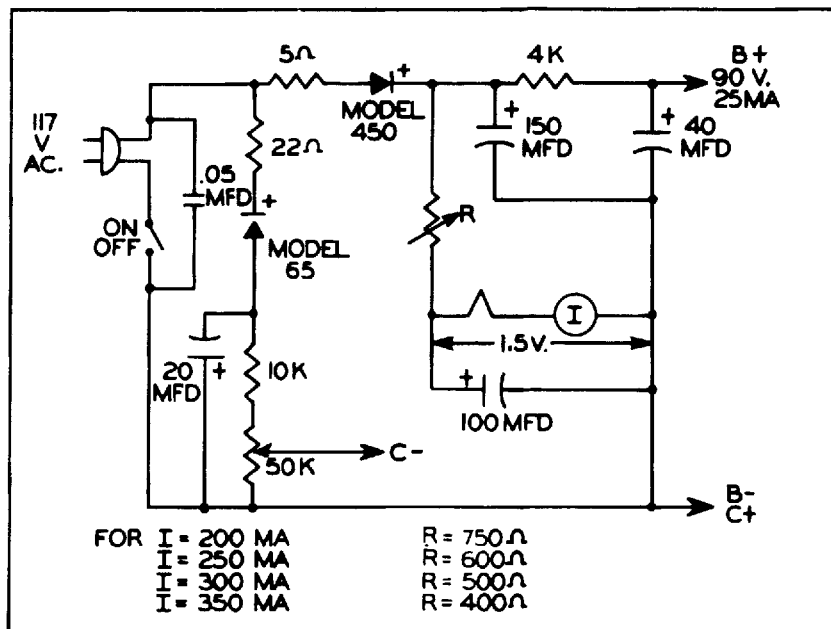 5Ω
MODEL
450
4K
B+
90 V.
25MA
117
V
AC.
.05
MFD
22Ω
+
+
+
150
MFD
+
40
MFD
ON
OFF
MODEL
65
R
I
1.5V.
20
MFD
+
10K
+
100 MFD
50K
C-
B-
C+
FOR I = 200 MA R = 750Ω
I = 250 MA R = 600Ω
I = 300 MA R = 500Ω
I = 350 MA R = 400Ω